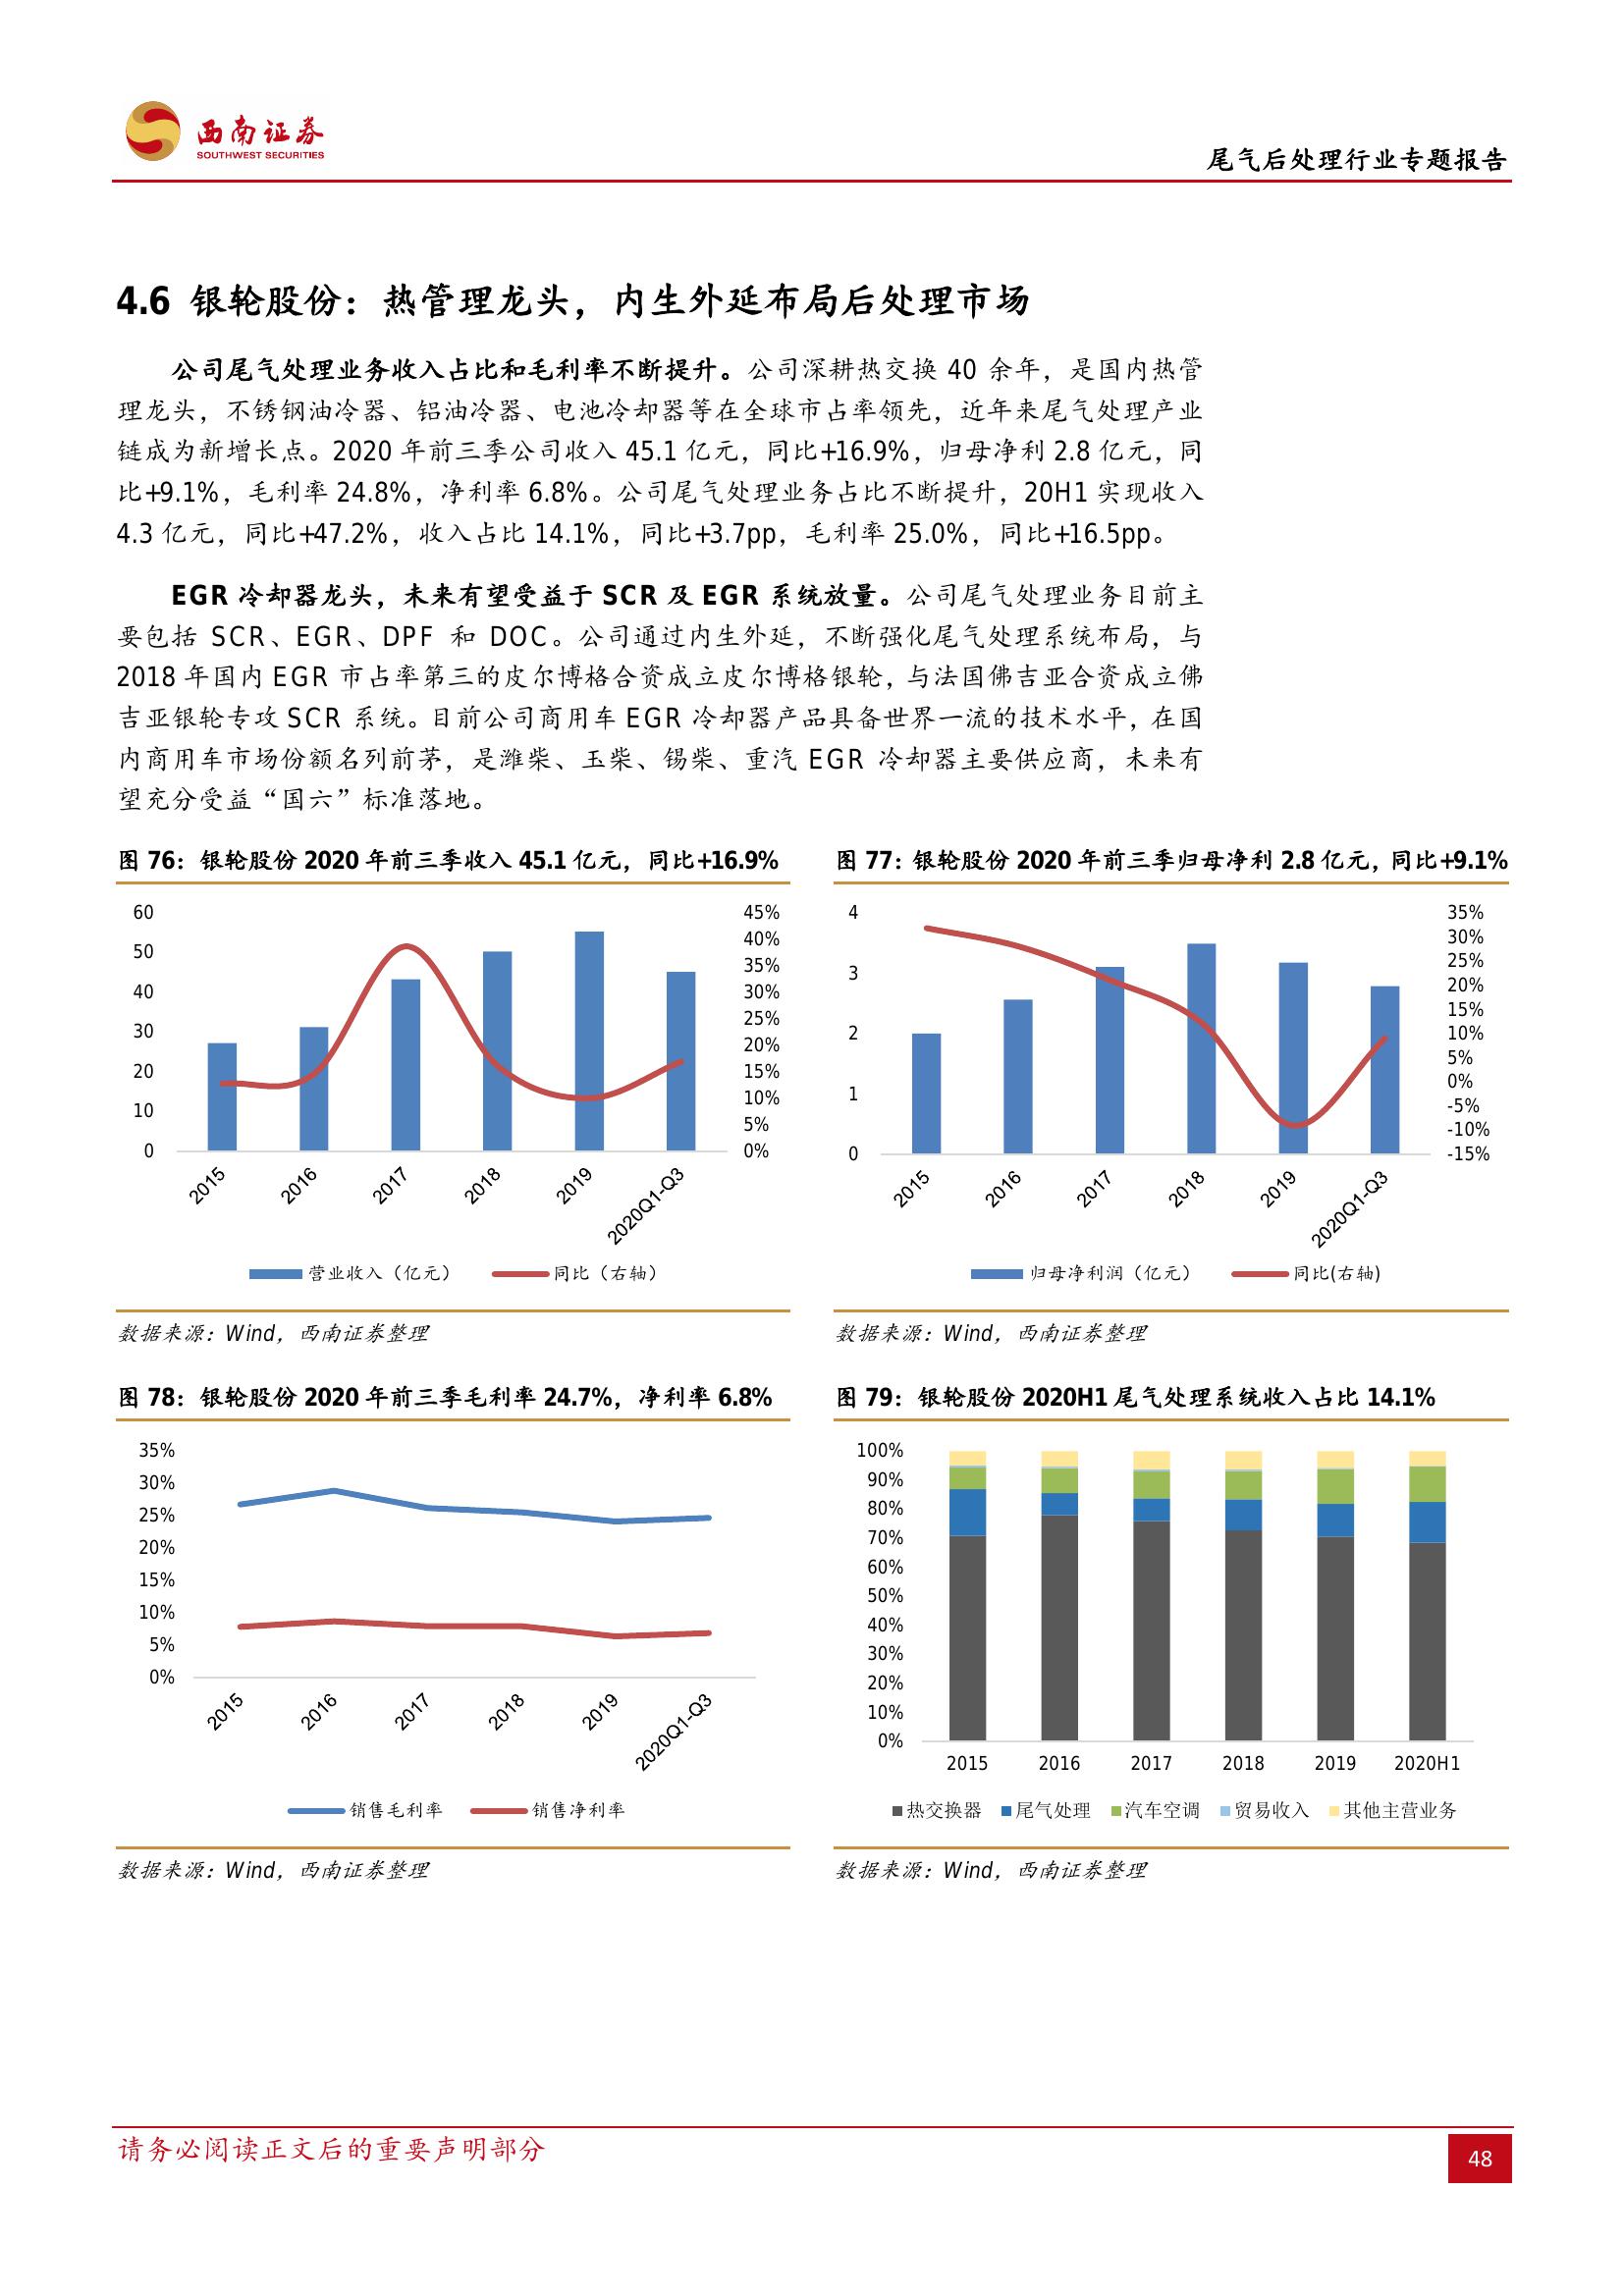 西南证券
SOUTHWEST SECURITIES
尾气后处理行业专题报告
4.6 银轮股份：热管理龙头，内生外延布局后处理市场
公司尾气处理业务收入占比和毛利率不断提升。公司深耕热交换 40 余年，是国内热管
理龙头，不锈钢油冷器、铝油冷器、电池冷却器等在全球市占率领先，近年来尾气处理产业
链成为新增长点。2020 年前三季公司收入 45.1 亿元，同比+16.9%，归母净利 2.8 亿元，同
比+9.1%，毛利率 24.8%，净利率 6.8%。公司尾气处理业务占比不断提升，20H1 实现收入
4.3 亿元，同比+47.2%，收入占比 14.1%，同比+3.7pp，毛利率 25.0%，同比+16.5pp。
EGR 冷却器龙头，未来有望受益于 SCR 及 EGR 系统放量。公司尾气处理业务目前主
要包括 SCR、EGR、DPF 和 DOC。公司通过内生外延，不断强化尾气处理系统布局，与
2018 年国内 EGR 市占率第三的皮尔博格合资成立皮尔博格银轮，与法国佛吉亚合资成立佛
吉亚银轮专攻 SCR 系统。目前公司商用车 EGR 冷却器产品具备世界一流的技术水平，在国
内商用车市场份额名列前茅，是潍柴、玉柴、锡柴、重汽 EGR 冷却器主要供应商，未来有
望充分受益“国六”标准落地。
图 76：银轮股份 2020 年前三季收入 45.1 亿元，同比+16.9%
60
50
40
30
20
10
0
45%
40%
35%
30%
25%
20%
15%
10%
5%
0%
2015
2016
2017
2018
2019
2020Q1-Q3
营业收入（亿元）
同比（右轴）
数据来源：Wind，西南证券整理
图 77：银轮股份 2020 年前三季归母净利 2.8 亿元，同比+9.1%
4
3
2
1
0
35%
30%
25%
20%
15%
10%
5%
0%
-5%
-10%
-15%
2015
2016
2017
2018
2019
2020Q1-Q3
归母净利润（亿元）
同比(右轴)
数据来源：Wind，西南证券整理
图 78：银轮股份 2020 年前三季毛利率 24.7%，净利率 6.8%
35%
30%
25%
20%
15%
10%
5%
0%
2015
2016
2017
2018
2019
2020Q1-Q3
销售毛利率
销售净利率
数据来源：Wind，西南证券整理
图 79：银轮股份 2020H1 尾气处理系统收入占比 14.1%
100%
90%
80%
70%
60%
50%
40%
30%
20%
10%
0%
2015
2016
2017
2018
2019
2020H1
热交换器
尾气处理
汽车空调
贸易收入
其他主营业务
数据来源：Wind，西南证券整理
请务必阅读正文后的重要声明部分
48